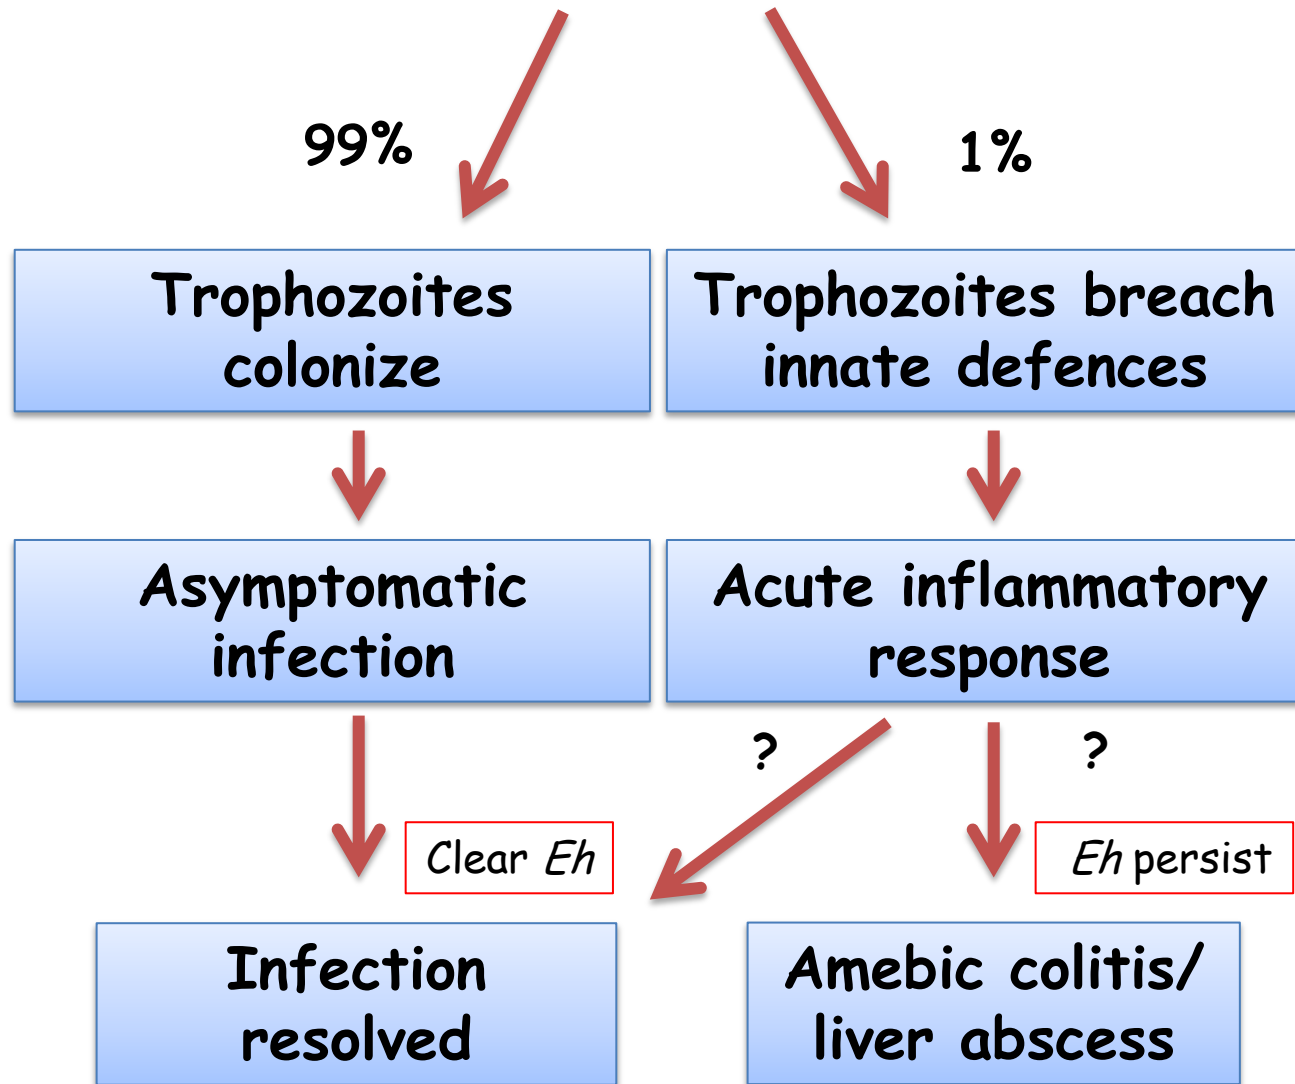 99%
1%
Trophozoites
colonize
Trophozoites breach
innate defences
Asymptomatic
infection
Acute inflammatory
response
?
?
Clear Eh
Eh persist
Infection
resolved
Amebic colitis/
liver abscess